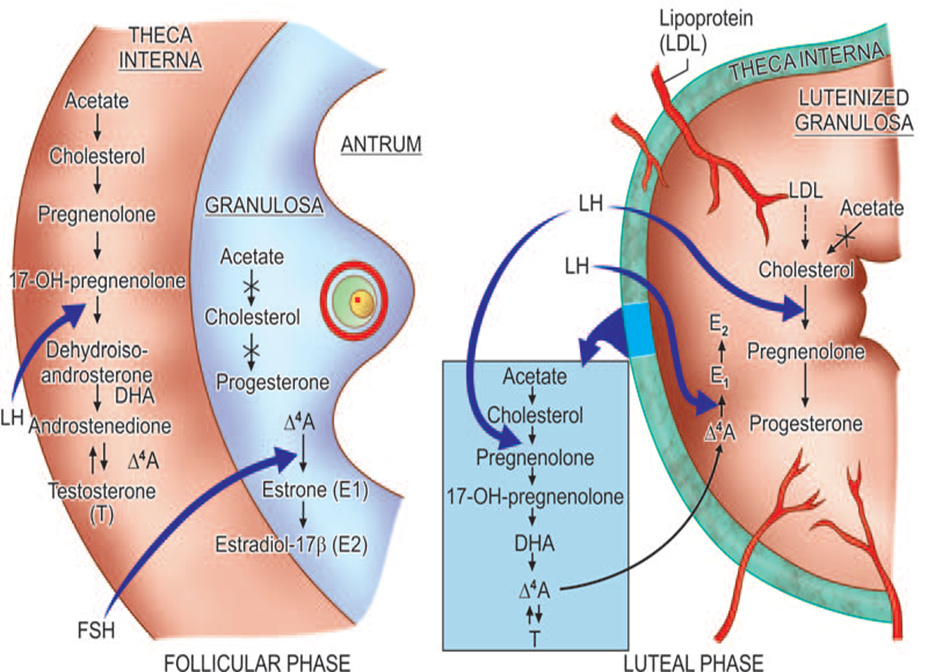 THECA
INTERNA
Acetate
Cholesterol
Pregnenolone
17-OH-pregnenolone
Dehydroiso-
androsterone
DHA
LH
Androstenedione
Δ⁴A
Testosterone
(T)
FSH
GRANULOSA
Acetate
Cholesterol
Progesterone
Δ⁴A
Estrone (E1)
Estradiol-17β (E2)
ANTRUM
FOLLICULAR PHASE
Lipoprotein
(LDL)
THECA INTERNA
LUTEINIZED
GRANULOSA
LH
LH
LDL
Acetate
Cholesterol
Pregnenolone
Progesterone
E₂
E₁
Δ⁴A
Acetate
Cholesterol
Pregnenolone
17-OH-pregnenolone
DHA
Δ⁴A
T
LUTEAL PHASE